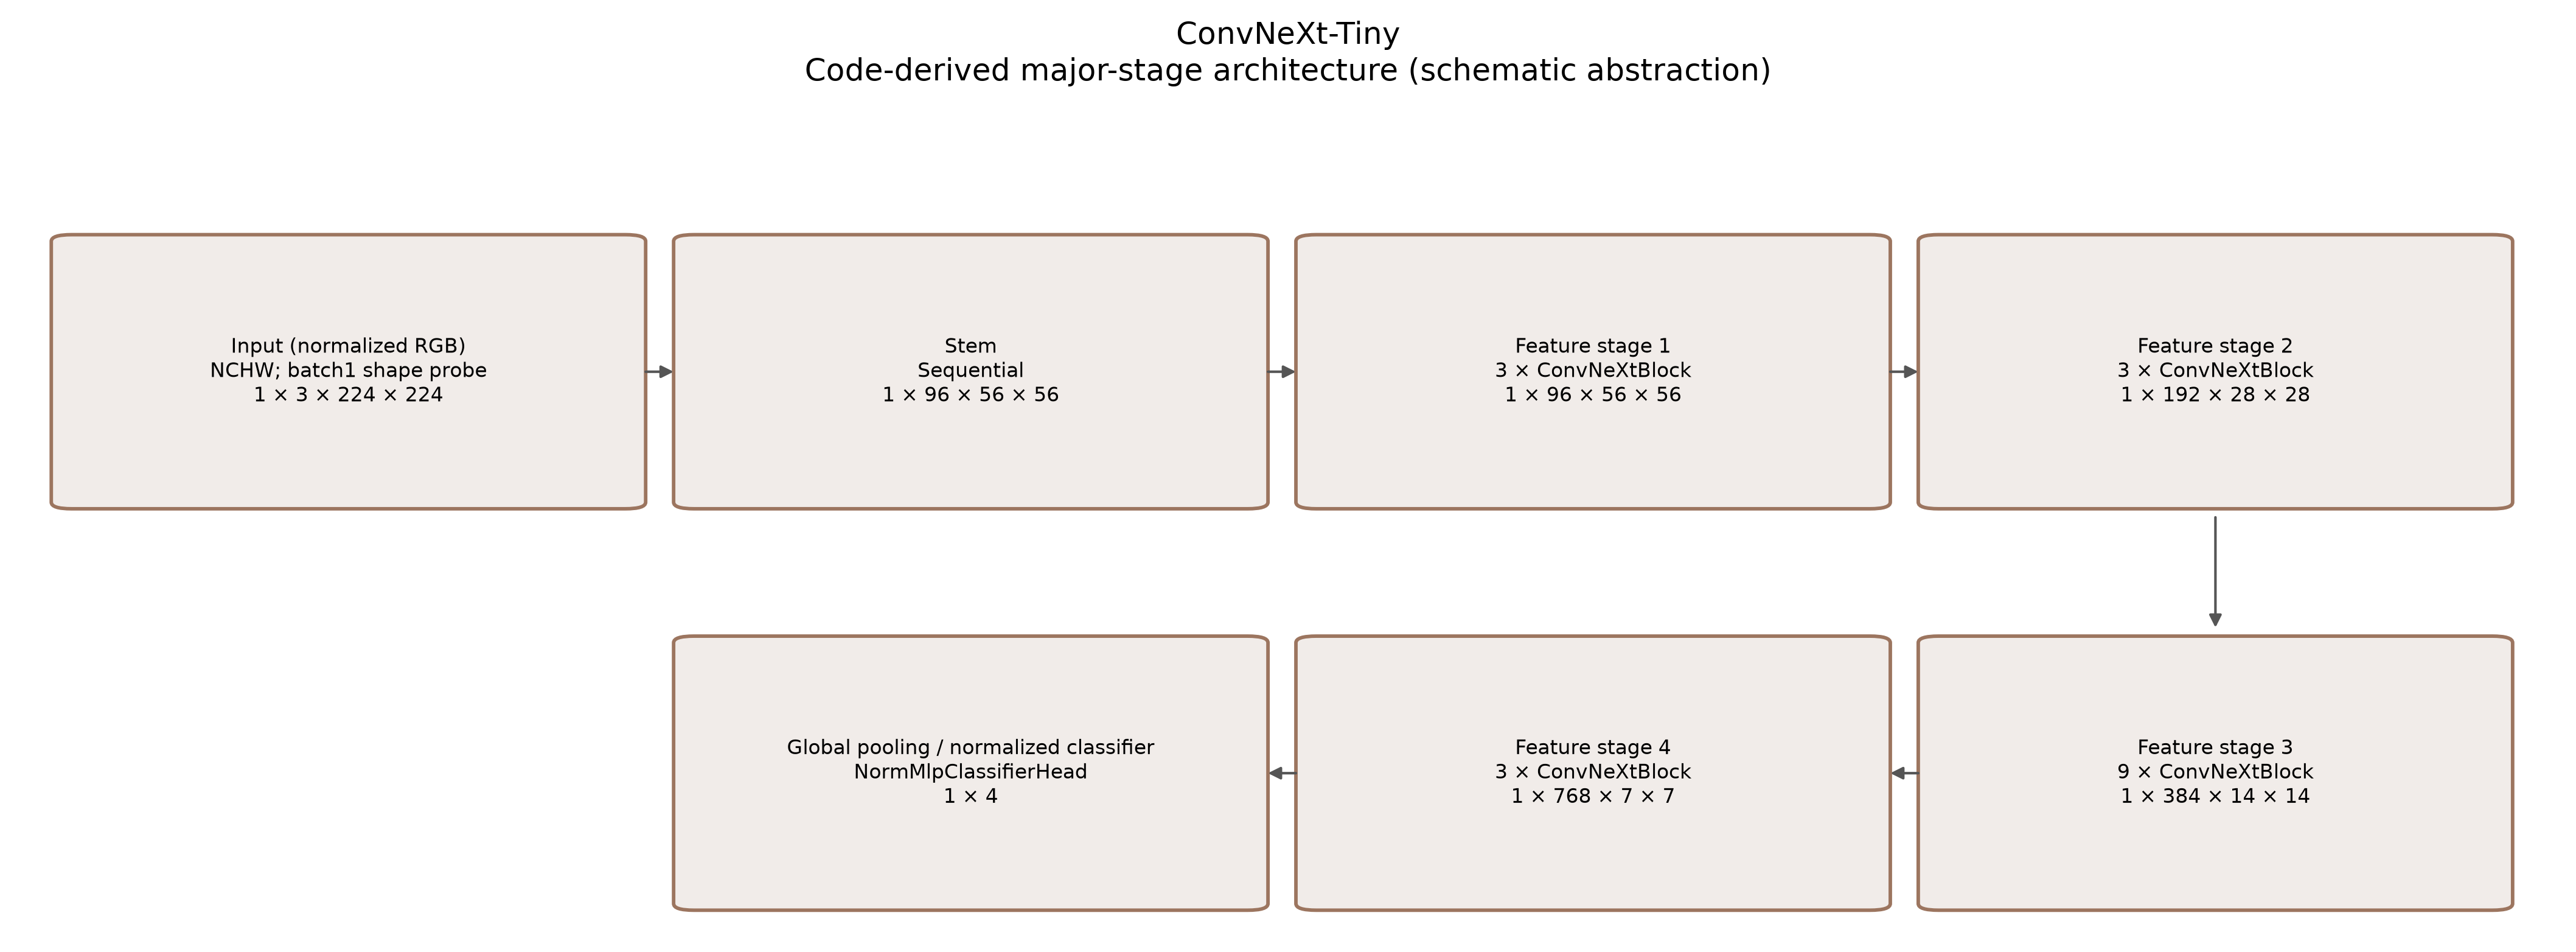 ConvNeXt-Tiny
Code-derived major-stage architecture (schematic abstraction)
Input (normalized RGB)
NCHW; batch1 shape probe
1 × 3 × 224 × 224
Stem
Sequential
1 × 96 × 56 × 56
Feature stage 1
3 × ConvNeXtBlock
1 × 96 × 56 × 56
Feature stage 2
3 × ConvNeXtBlock
1 × 192 × 28 × 28
Feature stage 3
9 × ConvNeXtBlock
1 × 384 × 14 × 14
Feature stage 4
3 × ConvNeXtBlock
1 × 768 × 7 × 7
Global pooling / normalized classifier
NormMlpClassifierHead
1 × 4